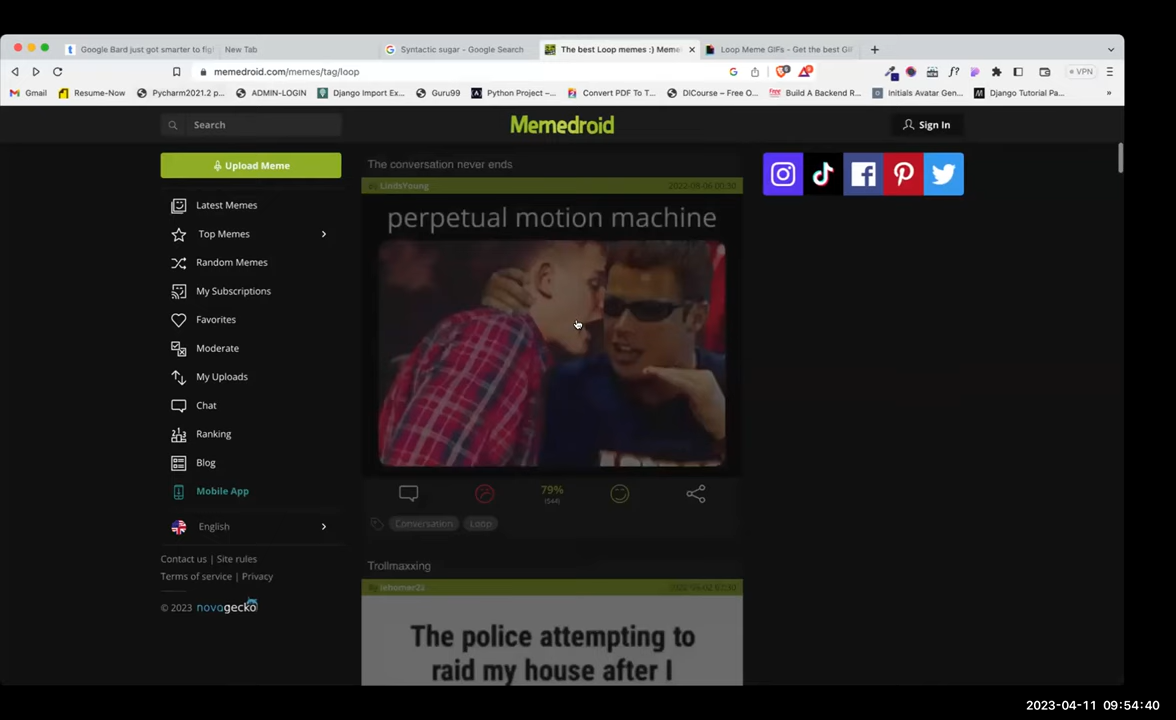 Google Bard just got smarter to fig
New Tab
Syntactic sugar - Google Search
The best Loop memes :) Meme
Loop Meme GIFs - Get the best GIF
memedroid.com/memes/tag/loop
VPN
Gmail
Resume-Now
Pycharm2021.2 p...
ADMIN-LOGIN
Django Import Ex...
Guru99
Python Project –...
Convert PDF To T...
DICourse – Free O...
Build A Backend R...
Initials Avatar Gen...
Django Tutorial Pa...
»
Search
Memedroid
Sign In
Upload Meme
Latest Memes
Top Memes
Random Memes
My Subscriptions
Favorites
Moderate
My Uploads
Chat
Ranking
Blog
Mobile App
English
Contact us | Site rules
Terms of service | Privacy
© 2023 novagecko
The conversation never ends
By LindsYoung
perpetual motion machine
79%
(544)
Conversation
Loop
Trollmaxxing
The police attempting to
raid my house after I
2023-04-11 09:54:40